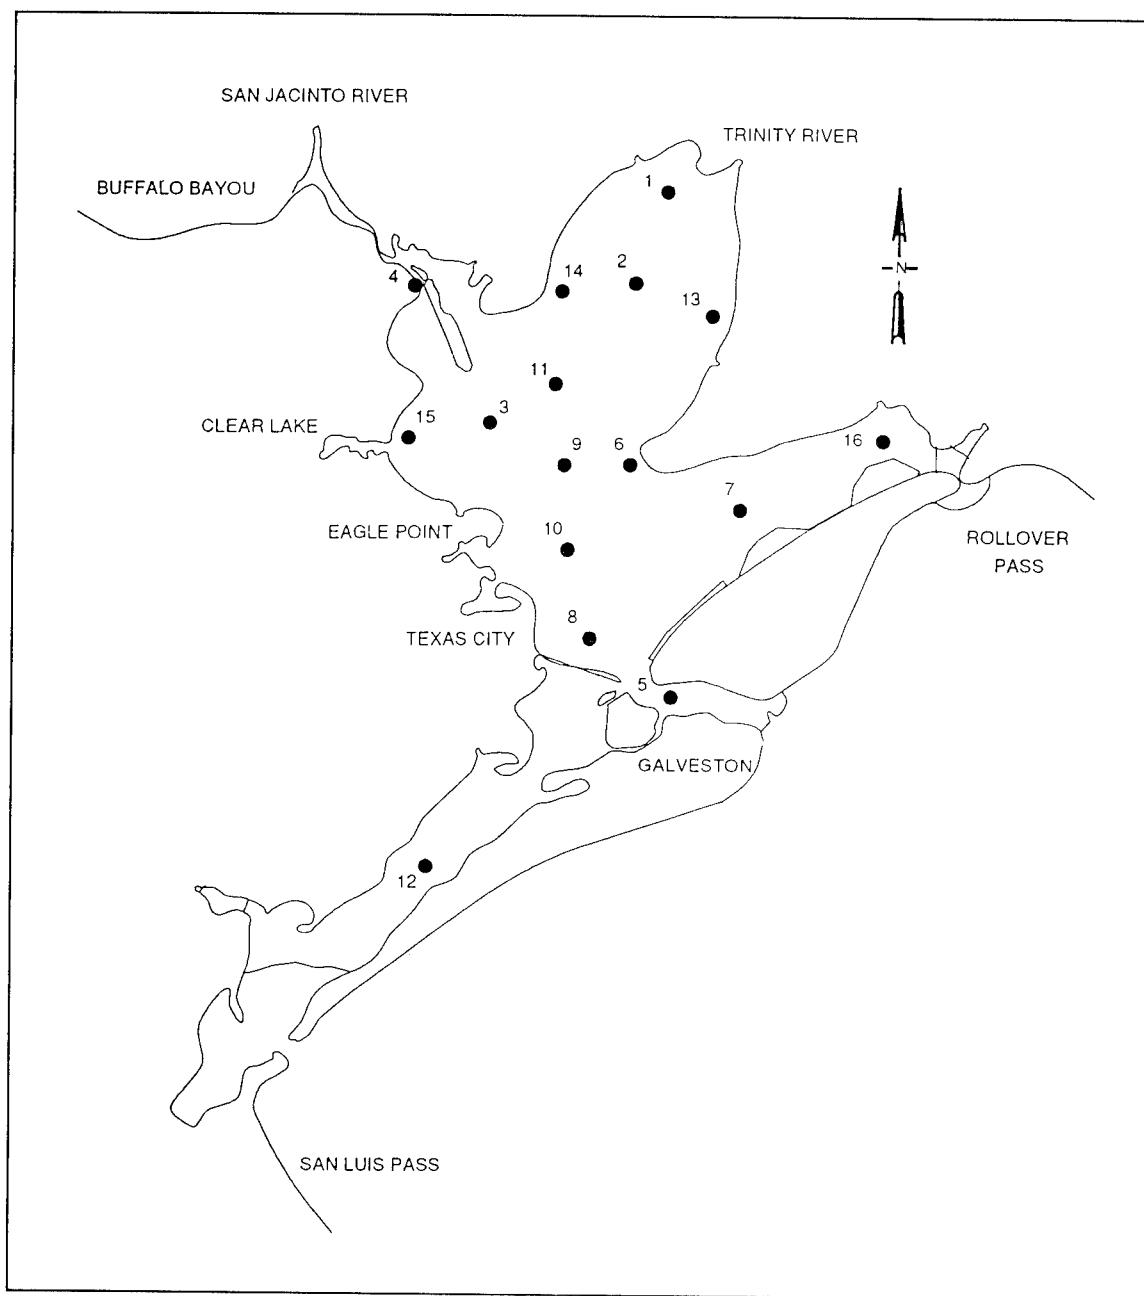 SAN JACINTO RIVER
TRINITY RIVER
BUFFALO BAYOU
1
N
4
14
2
13
11
CLEAR LAKE
15
3
9
6
16
7
EAGLE POINT
10
ROLLOVER
PASS
8
TEXAS CITY
5
GALVESTON
12
SAN LUIS PASS